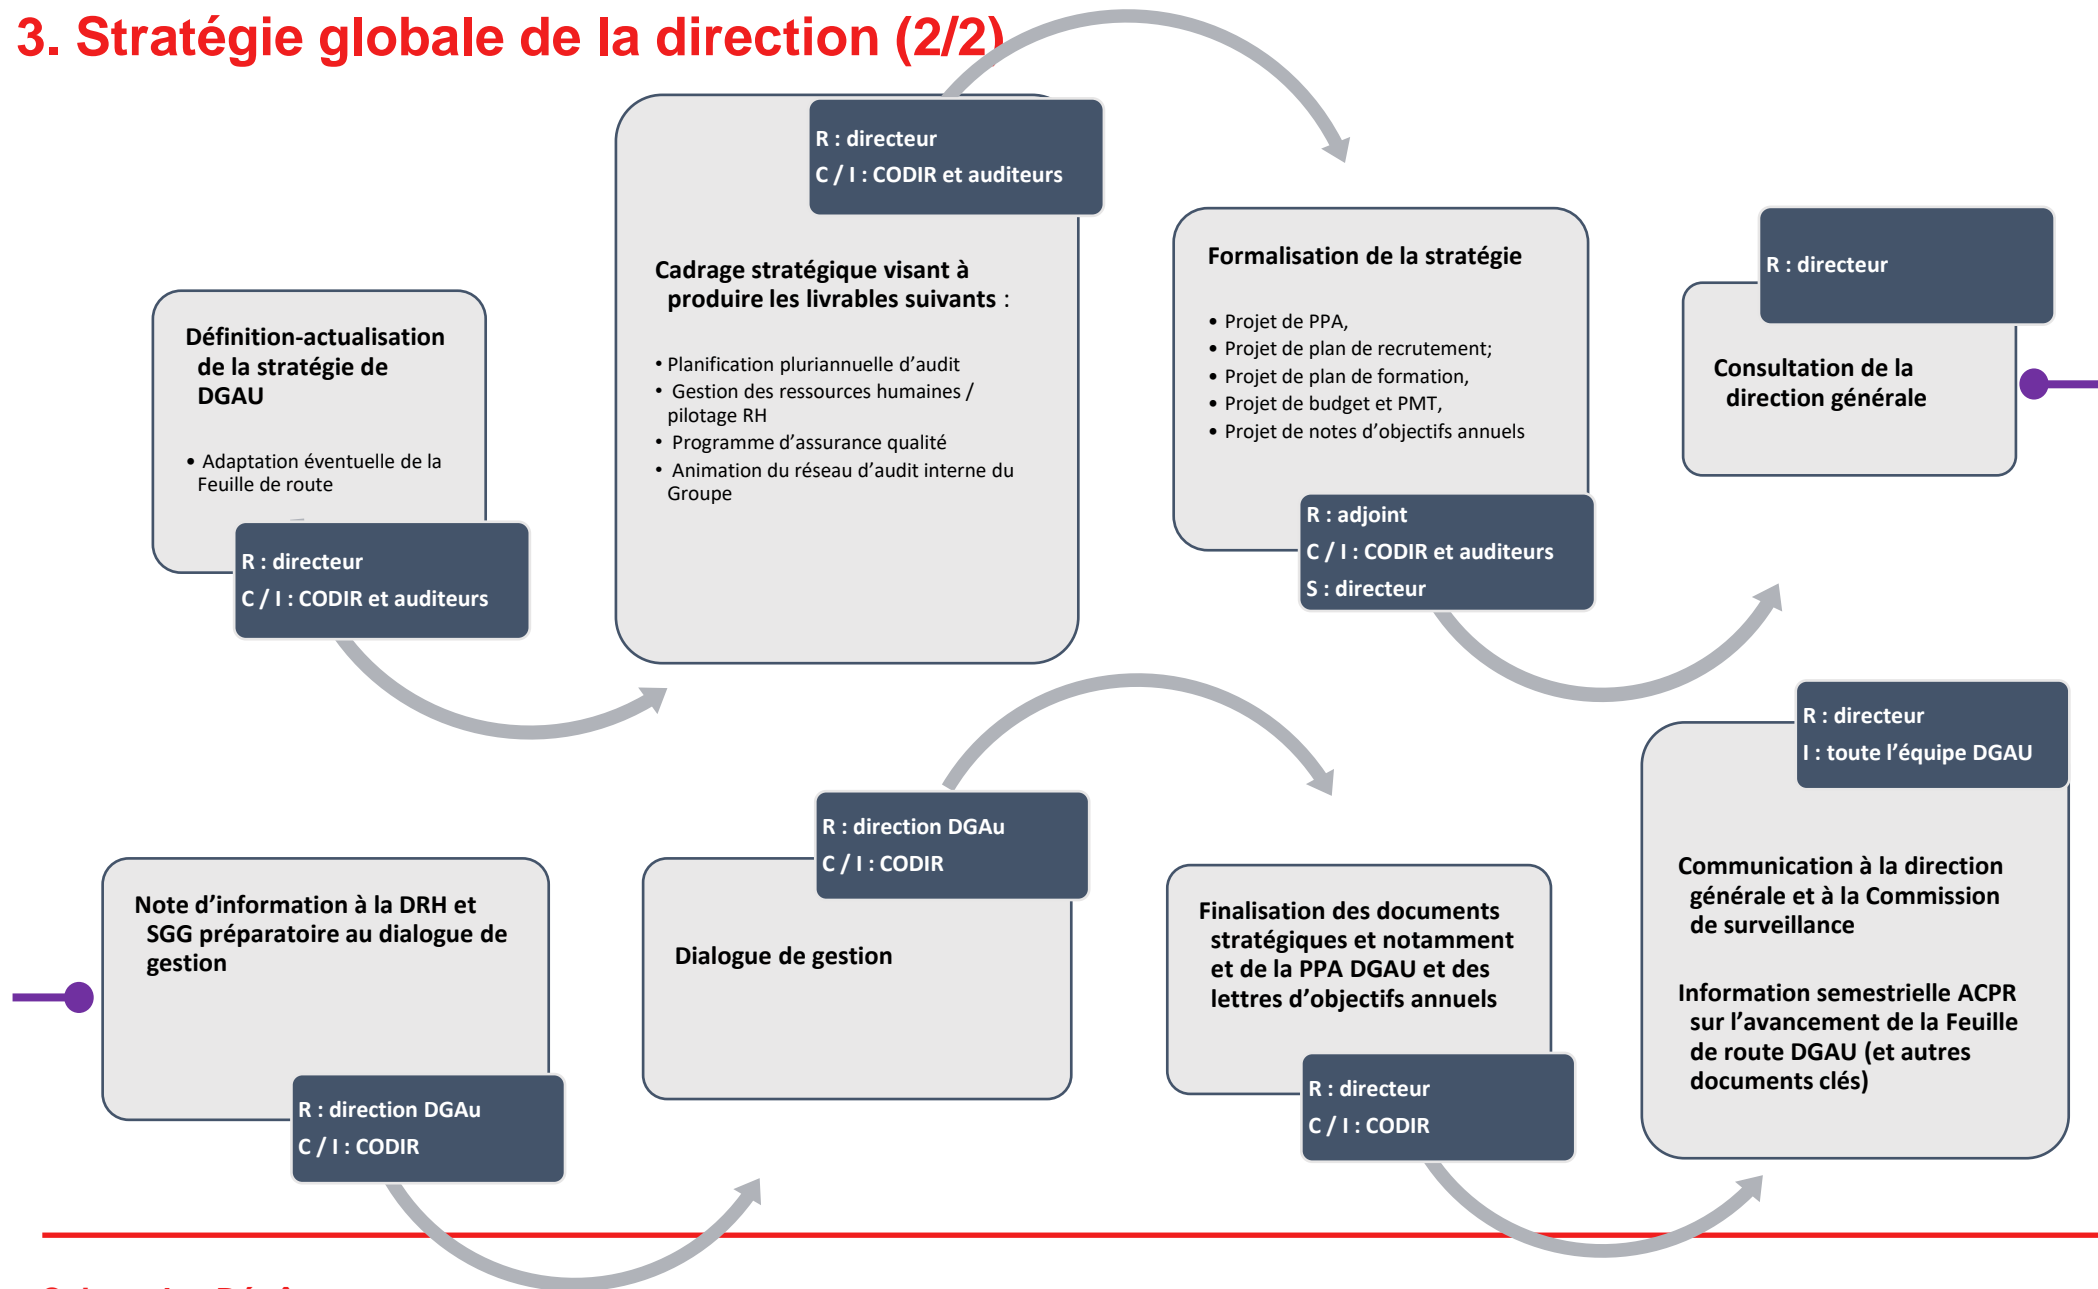 3. Stratégie globale de la direction (2/2)
Définition-actualisation
de la stratégie de
DGAU
• Adaptation éventuelle de la
Feuille de route
R : directeur
C / I : CODIR et auditeurs
R : directeur
C / I : CODIR et auditeurs
Cadrage stratégique visant à
produire les livrables suivants :
• Planification pluriannuelle d’audit
• Gestion des ressources humaines /
pilotage RH
• Programme d’assurance qualité
• Animation du réseau d’audit interne du
Groupe
Formalisation de la stratégie
• Projet de PPA,
• Projet de plan de recrutement;
• Projet de plan de formation,
• Projet de budget et PMT,
• Projet de notes d’objectifs annuels
R : adjoint
C / I : CODIR et auditeurs
S : directeur
R : directeur
Consultation de la
direction générale
Note d’information à la DRH et
SGG préparatoire au dialogue de
gestion
R : direction DGAu
C / I : CODIR
R : direction DGAu
C / I : CODIR
Dialogue de gestion
Finalisation des documents
stratégiques et notamment
et de la PPA DGAU et des
lettres d’objectifs annuels
R : directeur
C / I : CODIR
R : directeur
I : toute l’équipe DGAU
Communication à la direction
générale et à la Commission
de surveillance
Information semestrielle ACPR
sur l’avancement de la Feuille
de route DGAU (et autres
documents clés)